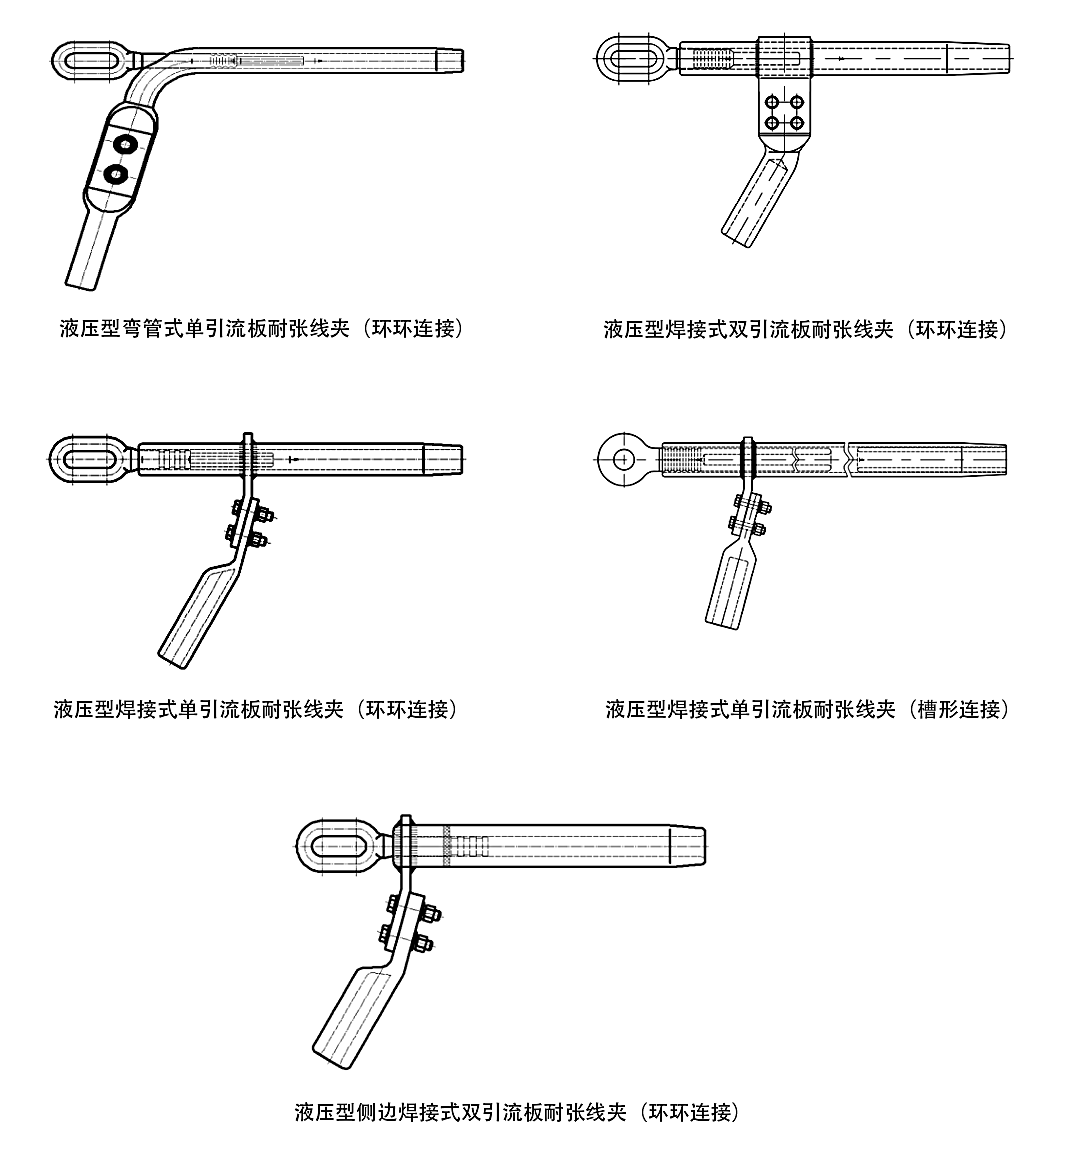 液压型弯管式单引流板耐张线夹（环环连接）
液压型焊接式双引流板耐张线夹（环环连接）
液压型焊接式单引流板耐张线夹（环环连接）
液压型焊接式单引流板耐张线夹（槽形连接）
液压型侧边焊接式双引流板耐张线夹（环环连接）